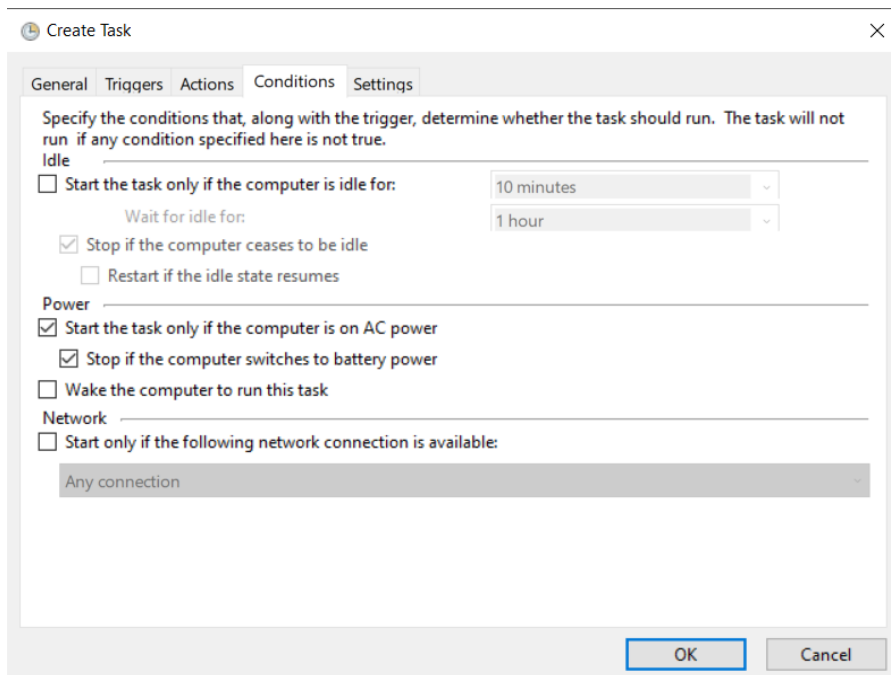 Create Task
General Triggers Actions Conditions Settings
Specify the conditions that, along with the trigger, determine whether the task should run.  The task will not
run  if any condition specified here is not true.
Idle
Start the task only if the computer is idle for: 10 minutes
Wait for idle for: 1 hour
Stop if the computer ceases to be idle
Restart if the idle state resumes
Power
Start the task only if the computer is on AC power
Stop if the computer switches to battery power
Wake the computer to run this task
Network
Start only if the following network connection is available:
Any connection
OK Cancel